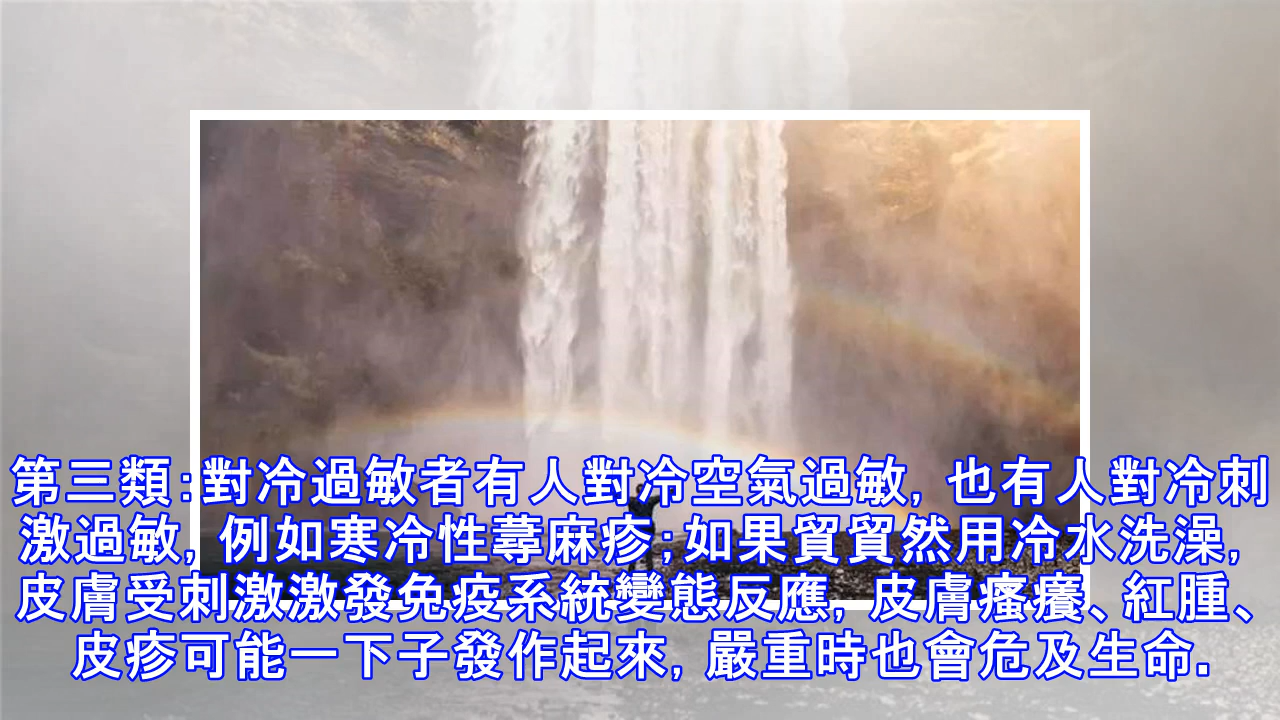 第三類:對冷過敏者有人對冷空氣過敏, 也有人對冷刺
激過敏, 例如寒冷性蕁麻疹;如果貿貿然用冷水洗澡,
皮膚受刺激激發免疫系統變態反應, 皮膚瘙癢、紅腫、
皮疹可能一下子發作起來, 嚴重時也會危及生命.